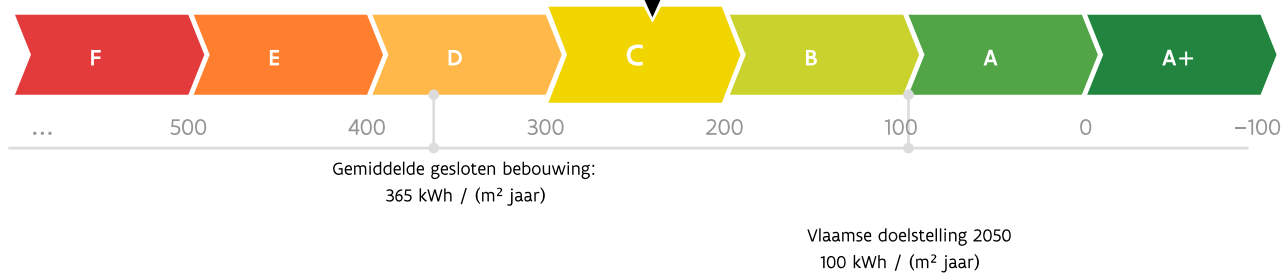 F E D C B A A+
... 500 400 300 200 100 0 −100
Gemiddelde gesloten bebouwing:
365 kWh / (m² jaar)
Vlaamse doelstelling 2050
100 kWh / (m² jaar)